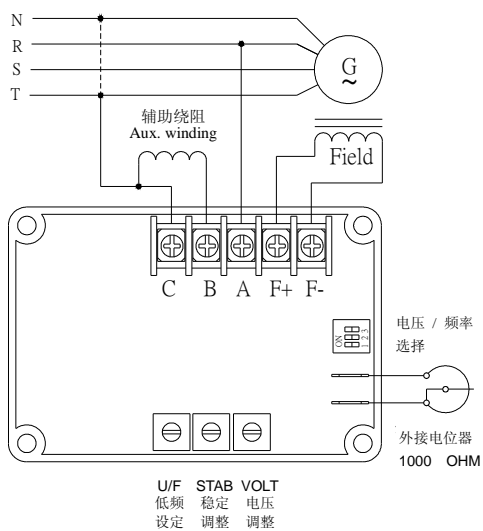 N
R
S
T
G
~
辅助绕阻
Aux. winding
Field
C B A F+ F-
ON
1 2 3
电压 / 频率
选择
外接电位器
1000 OHM
U/F STAB VOLT
低频 稳定 电压
设定 调整 调整